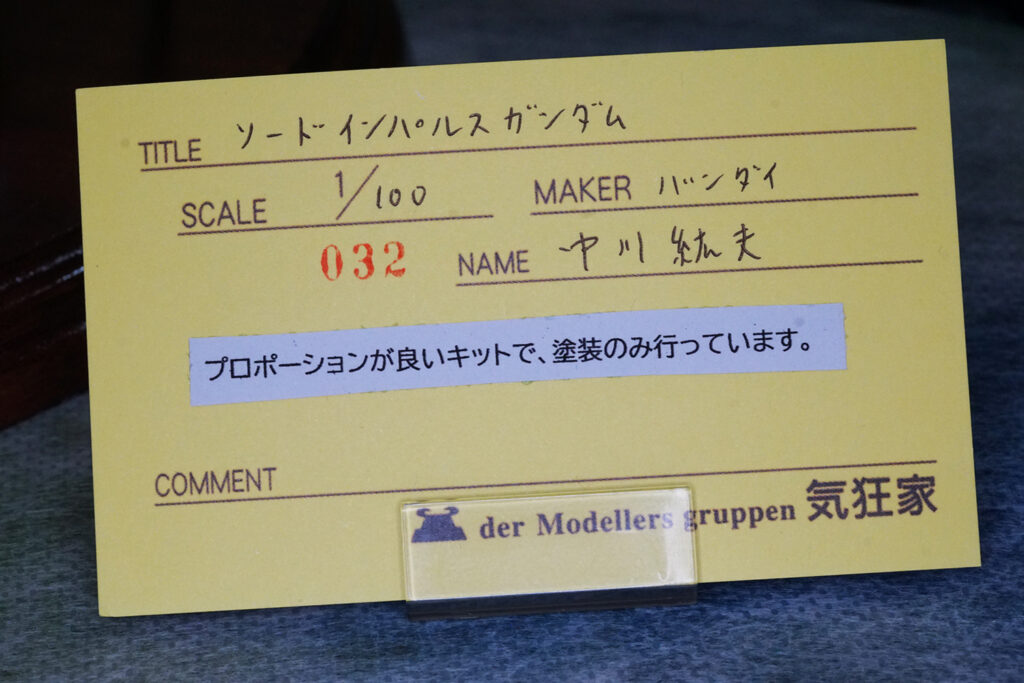 TITLE ソードインパルスガンダム
SCALE 1/100 MAKER バンダイ
032 NAME 中川紘夫
プロポーションが良いキットで、塗装のみ行っています。
COMMENT
der Modellers gruppen 気狂家